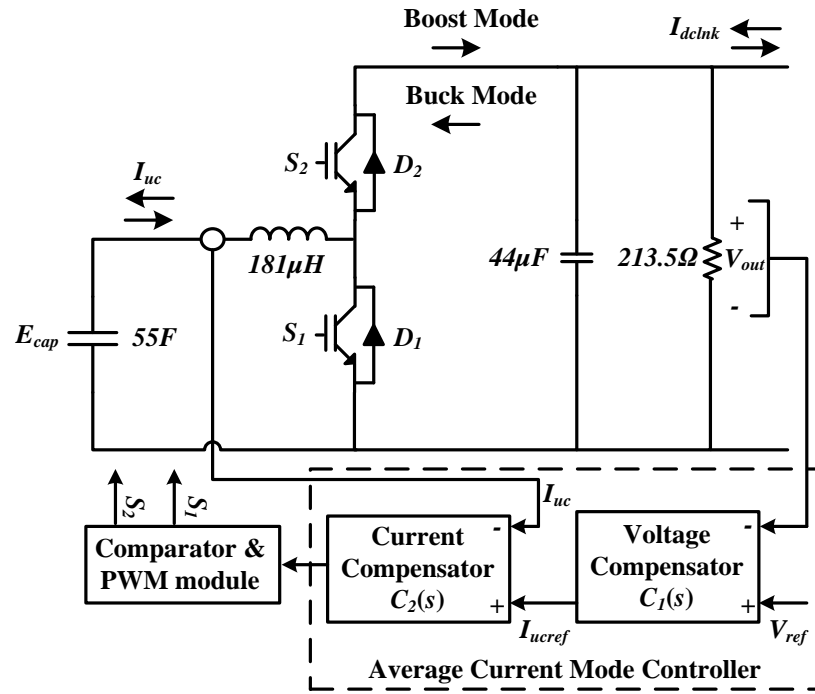 Boost Mode
I_dclnk
Buck Mode
S_2
D_2
I_uc
181μH
44μF
213.5Ω
+
V_out
-
E_cap
55F
S_1
D_1
S_2
S_1
I_uc
Comparator &
PWM module
-
Current
Compensator
C_2(s)
+
I_ucref
-
Voltage
Compensator
C_1(s)
+
V_ref
Average Current Mode Controller